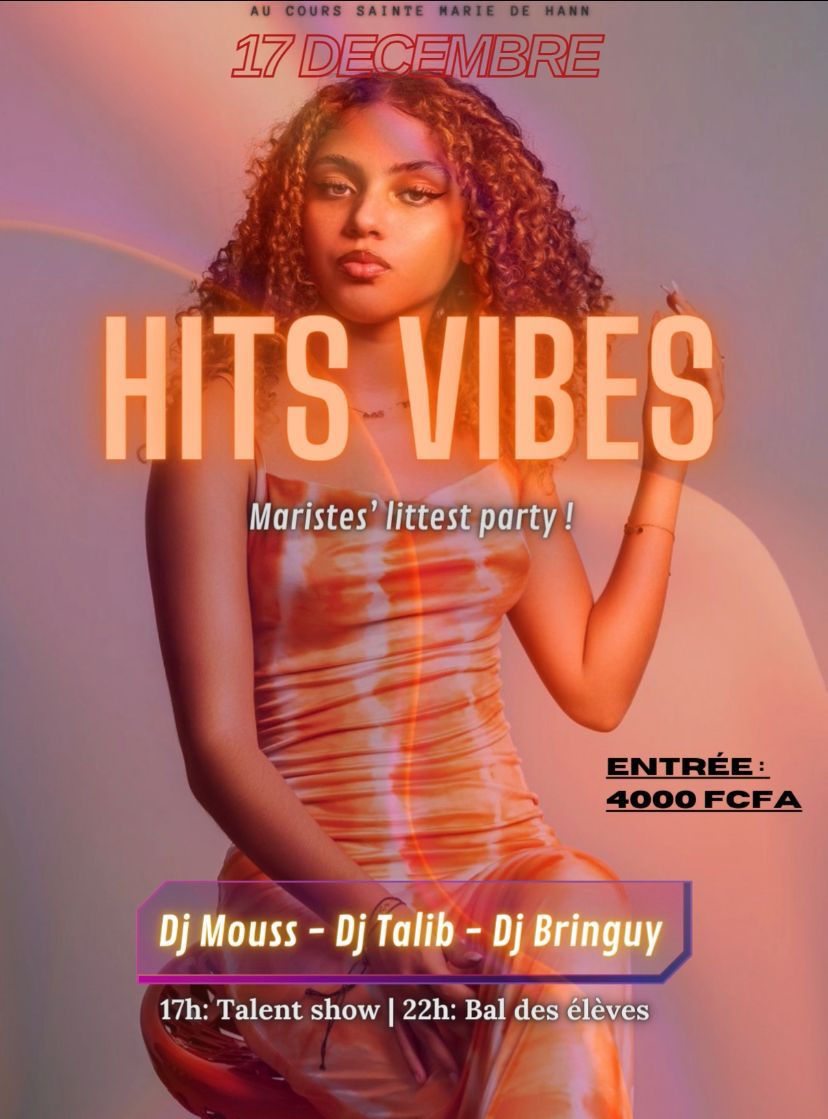 AU COURS SAINTE MARIE DE HANN
17 DECEMBRE
HITS VIBES
Maristes' littest party !
ENTRÉE :
4000 FCFA
Dj Mouss - Dj Talib - Dj Bringuy
17h: Talent show | 22h: Bal des élèves